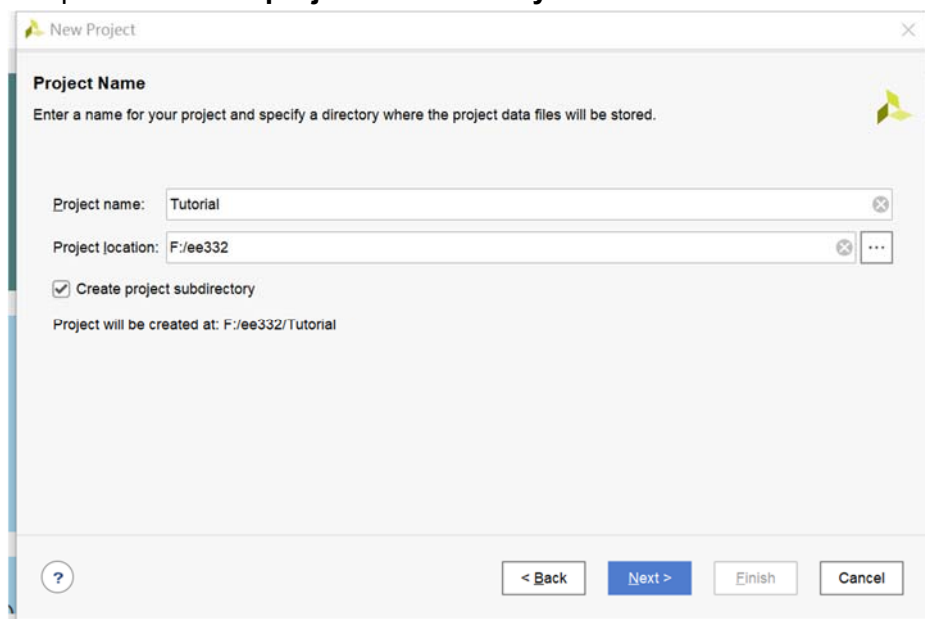 project
New Project
Project Name
Enter a name for your project and specify a directory where the project data files will be stored.
Project name: Tutorial
Project location: F:/ee332 ...
Create project subdirectory
Project will be created at: F:/ee332/Tutorial
? < Back Next > Finish Cancel